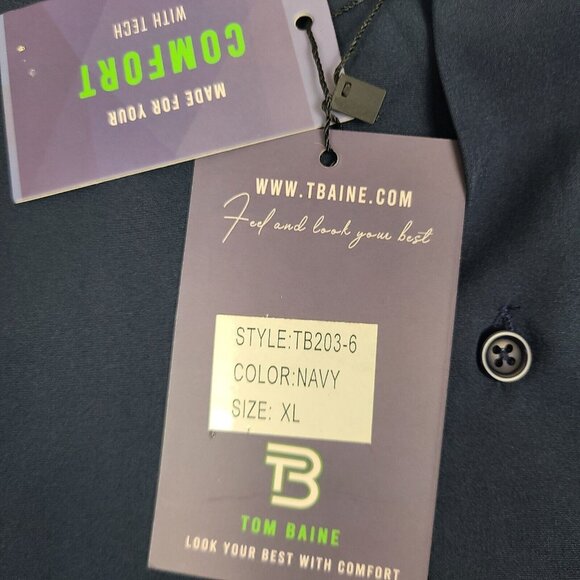 MADE FOR YOUR
COMFORT
WITH TECH
WWW.TBAINE.COM
Feel and look your best
STYLE:TB203-6
COLOR:NAVY
SIZE: XL
TB
TOM BAINE
LOOK YOUR BEST WITH COMFORT